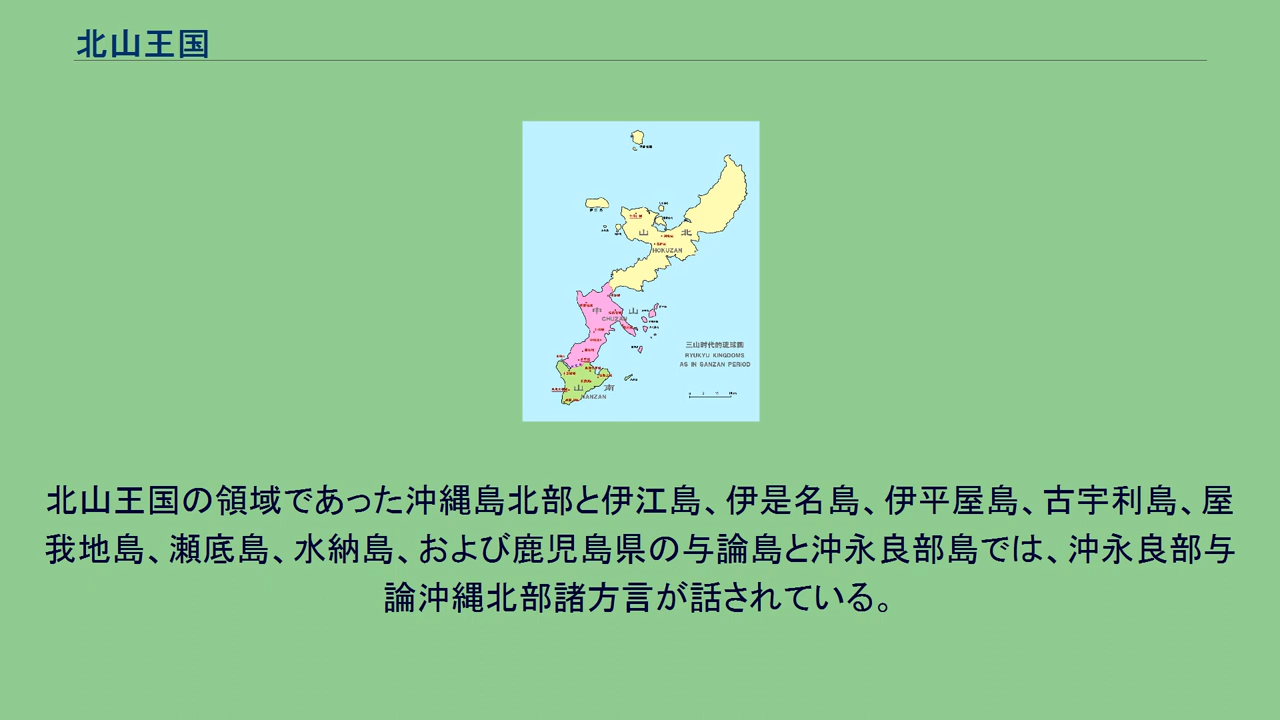 北山王国
山 北
HOKUZAN
中 山
CHUZAN
三山时代的琉球国
RYUKYU KINGDOMS
AS IN SANZAN PERIOD
山 南
NANZAN
北山王国の領域であった沖縄島北部と伊江島、伊是名島、伊平屋島、古宇利島、屋
我地島、瀬底島、水納島、および鹿児島県の与論島と沖永良部島では、沖永良部与
論沖縄北部諸方言が話されている。